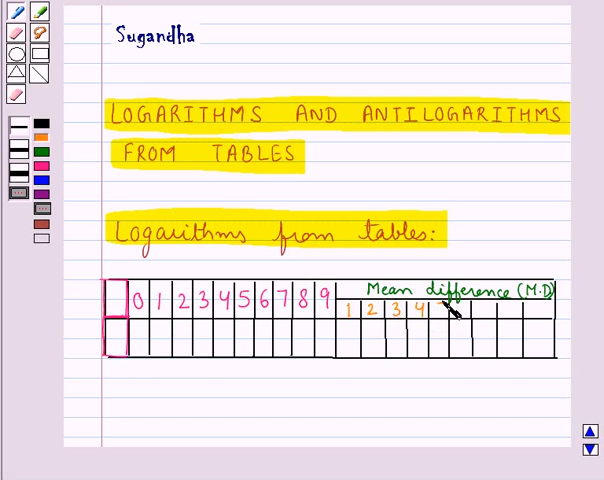 Sugandha
LOGARITHMS AND ANTILOGARITHMS
FROM TABLES
Logarithms from tables:
0 1 2 3 4 5 6 7 8 9 Mean difference (M.D)
1 2 3 4